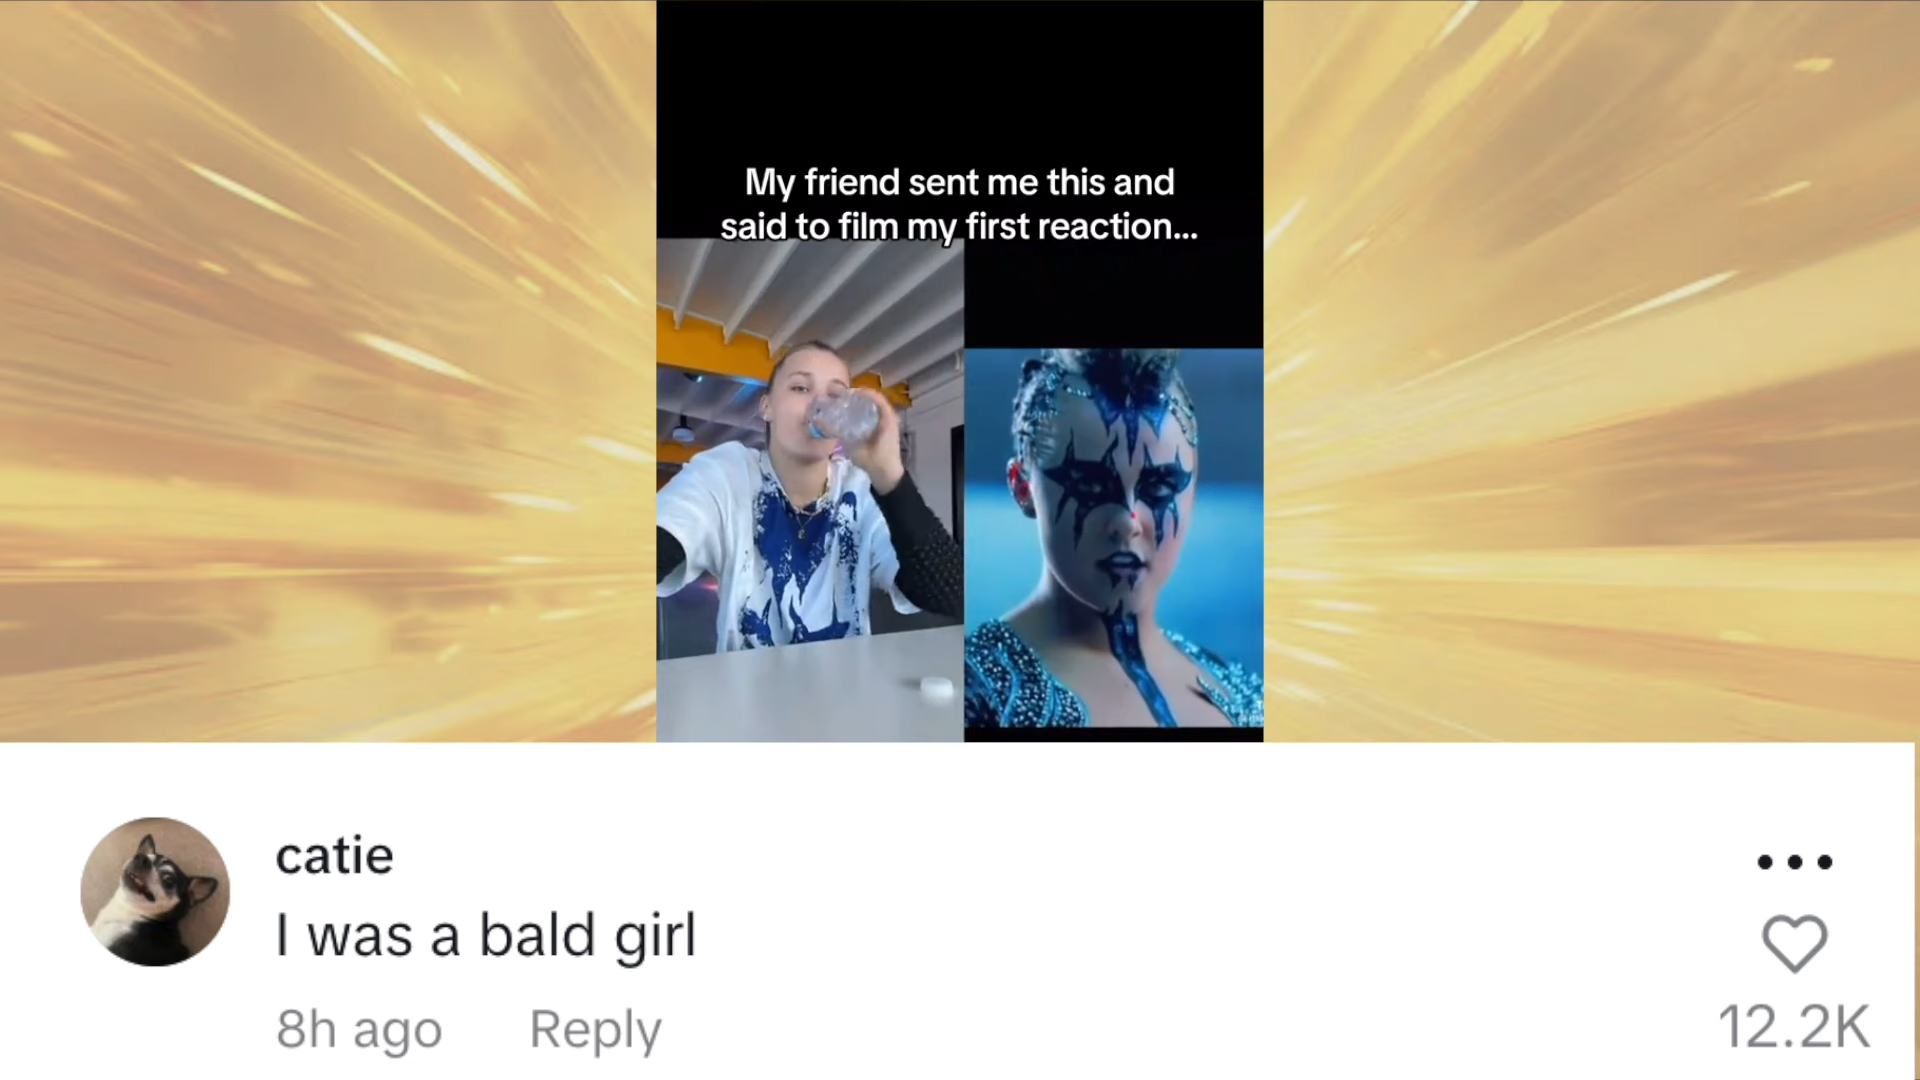 My friend sent me this and
said to film my first reaction...
catie
I was a bald girl
8h ago Reply
12.2K